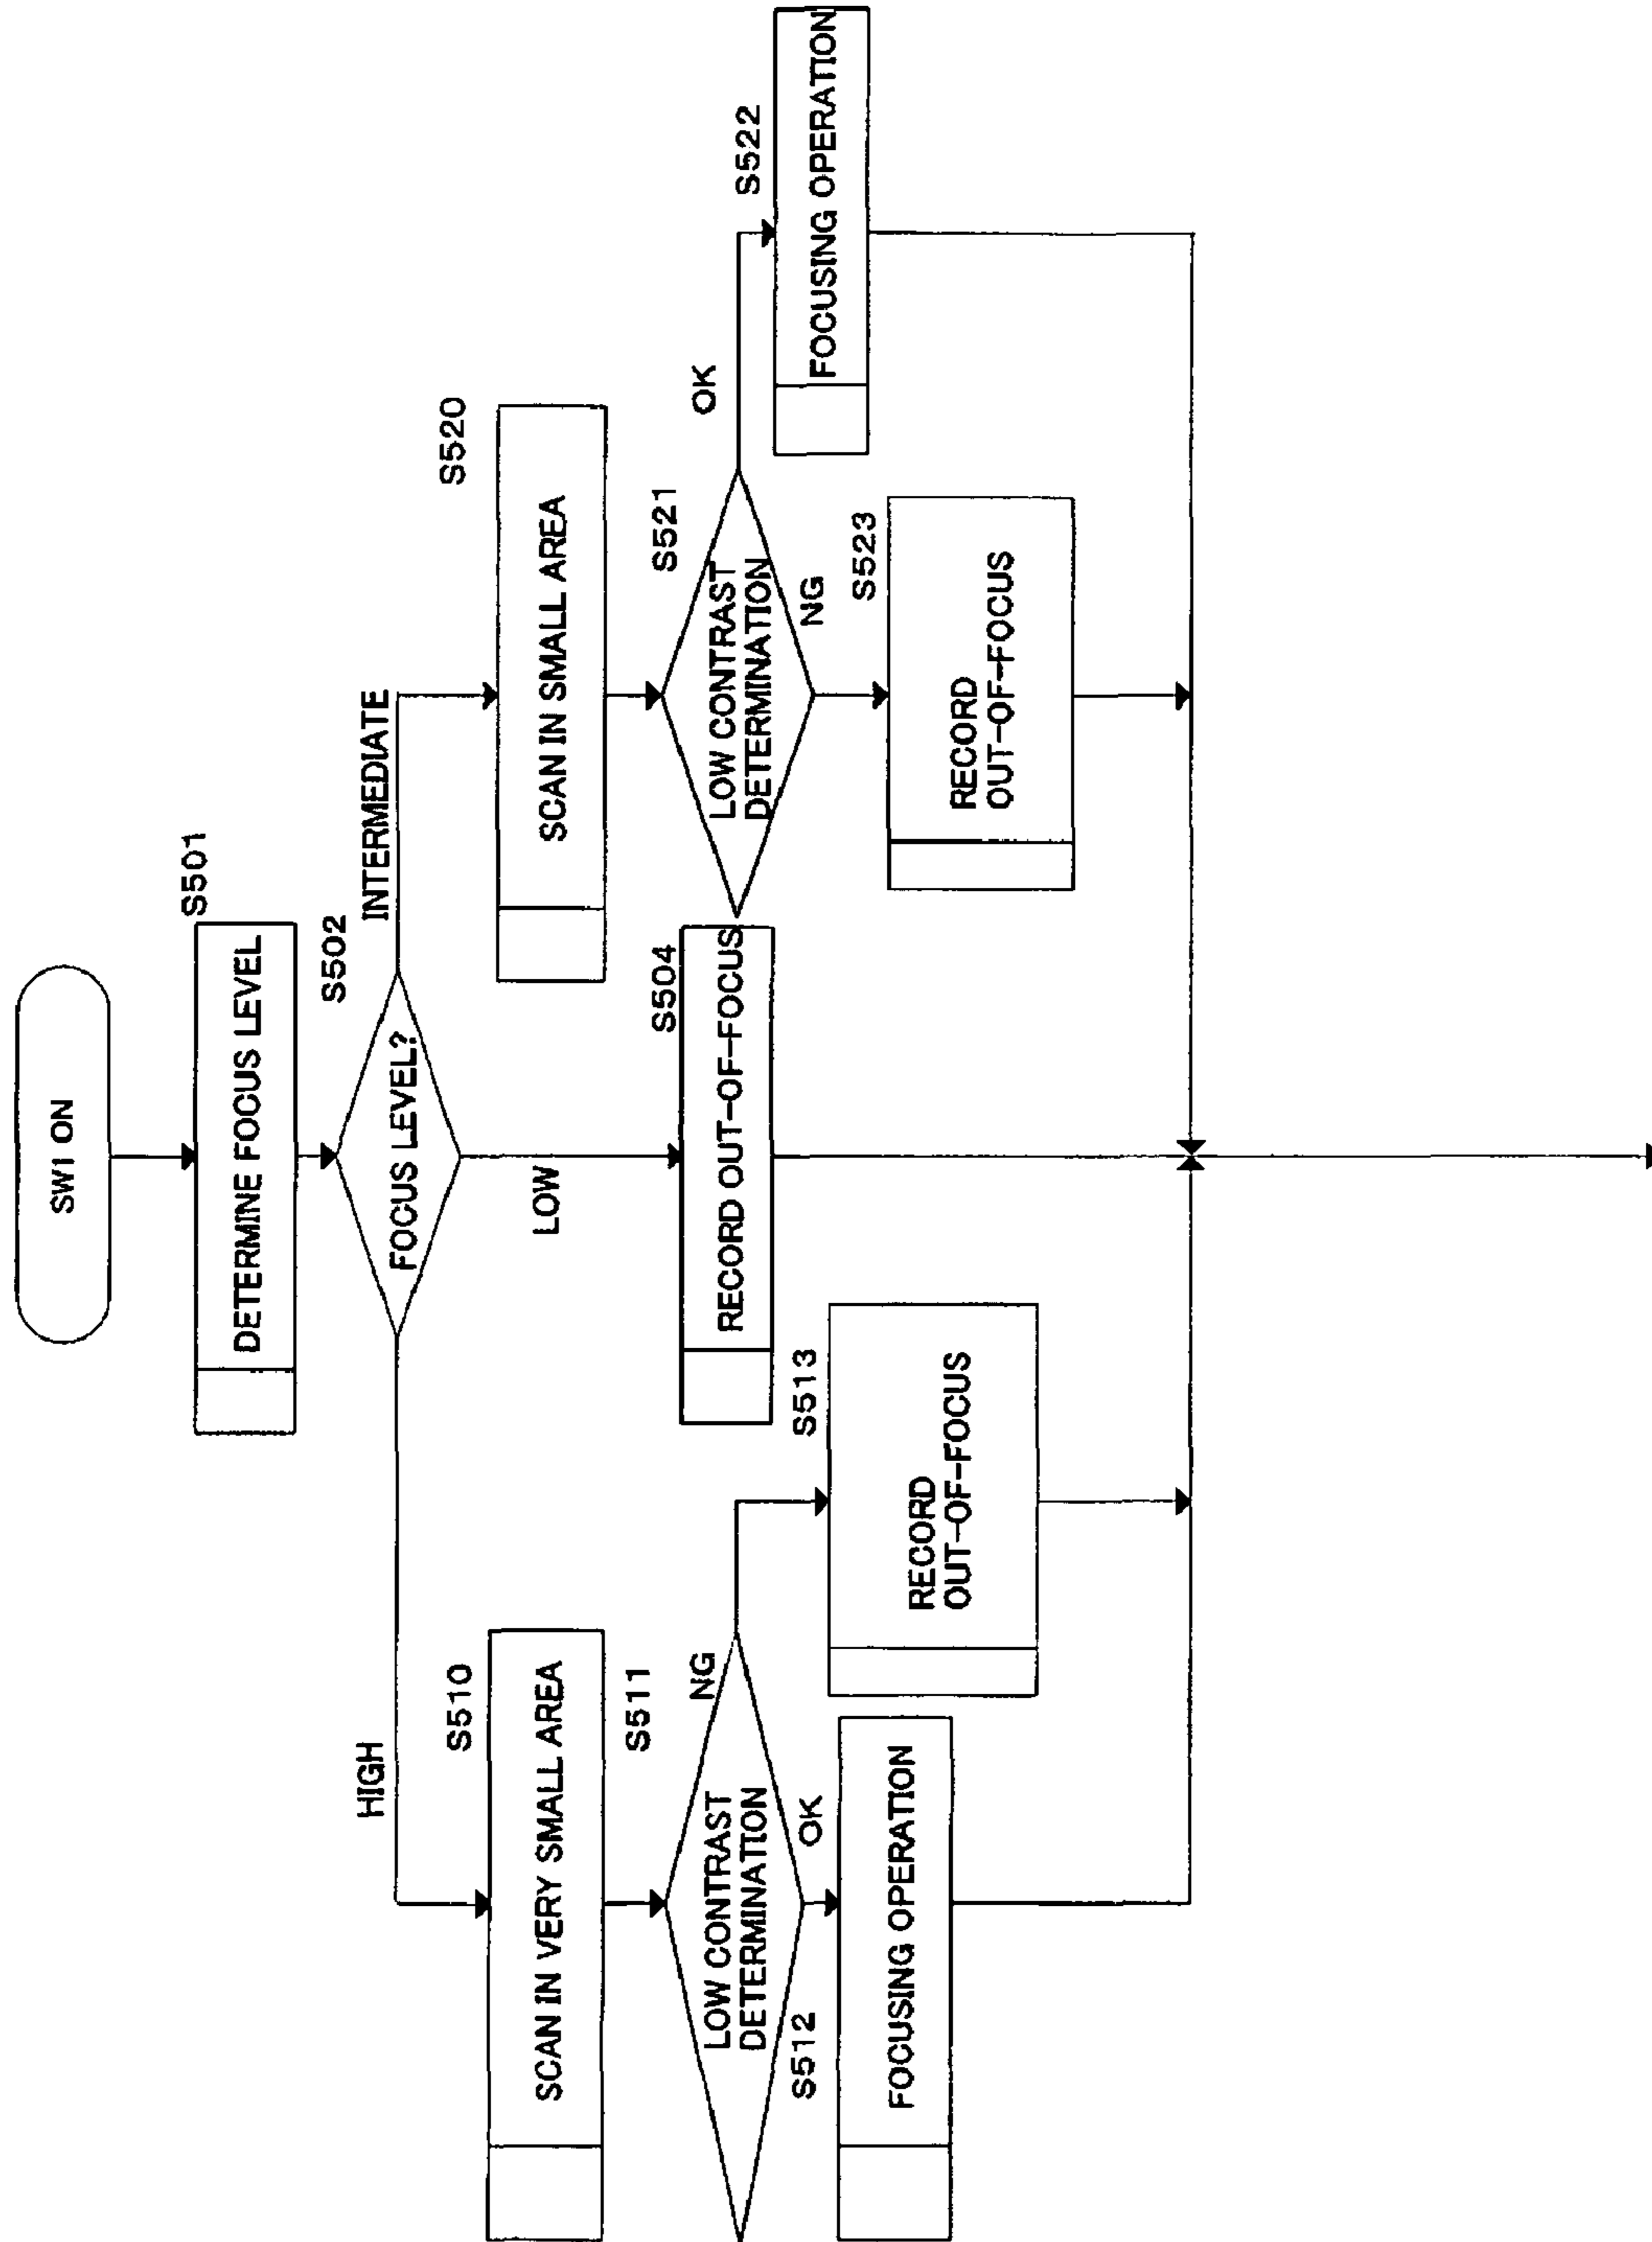 SW1 ON
S501
DETERMINE FOCUS LEVEL
S502
FOCUS LEVEL?
HIGH
LOW
INTERMEDIATE
S510
SCAN IN VERY SMALL AREA
S511
LOW CONTRAST
DETERMINATION
NG
OK
S512
FOCUSING OPERATION
S513
RECORD
OUT-OF-FOCUS
S504
RECORD OUT-OF-FOCUS
S520
SCAN IN SMALL AREA
S521
LOW CONTRAST
DETERMINATION
OK
NG
S522
FOCUSING OPERATION
S523
RECORD
OUT-OF-FOCUS